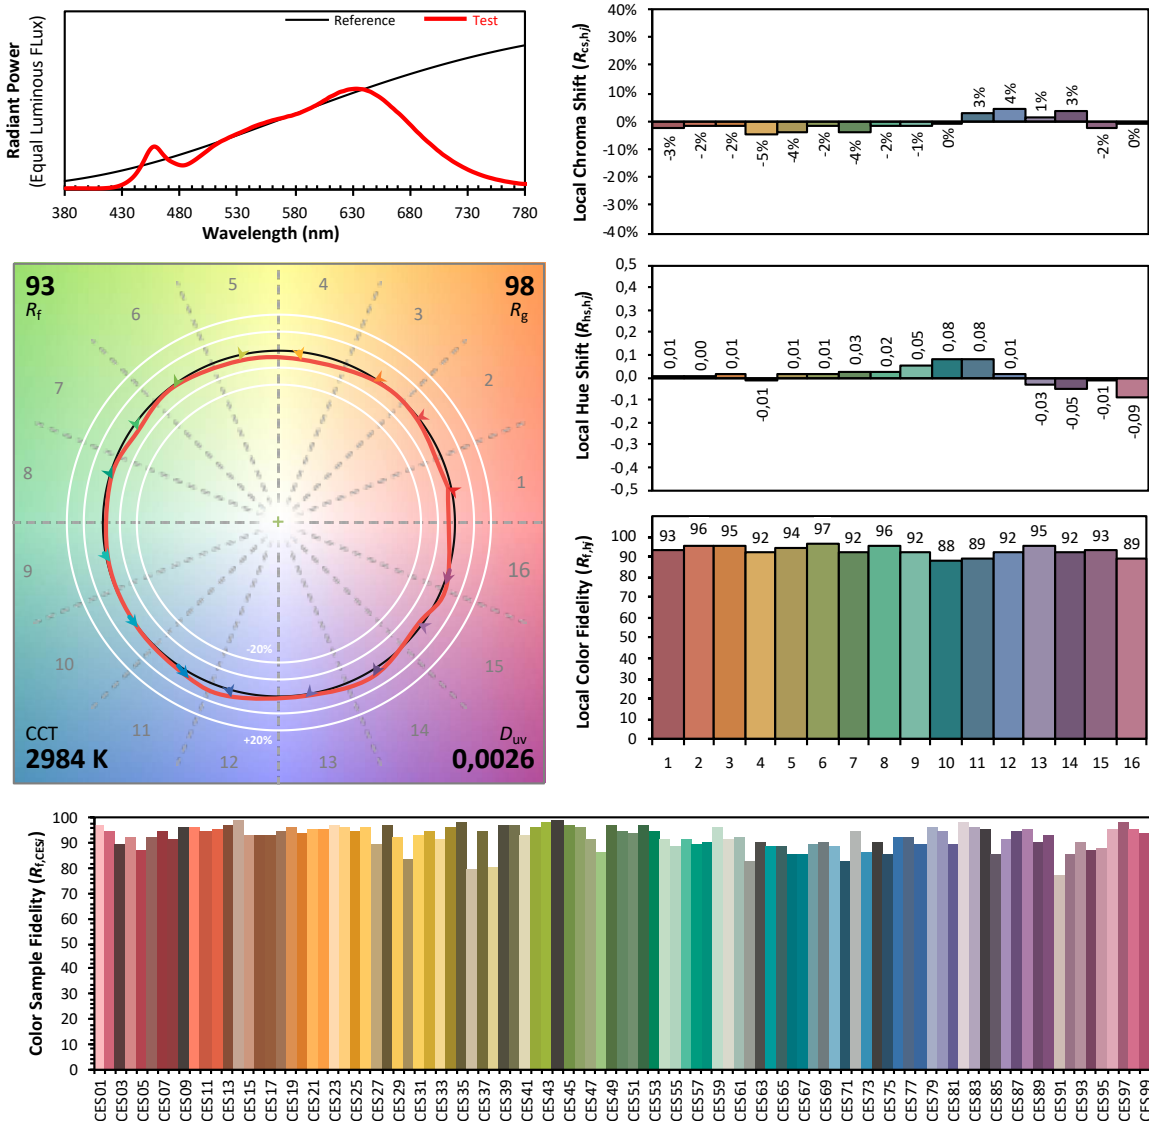 Radiant Power
(Equal Luminous FLux)
Reference
Test
380 430 480 530 580 630 680 730 780
Wavelength (nm)
Local Chroma Shift (Rcs,hj)
40%
30%
20%
10%
0%
-10%
-20%
-30%
-40%
-3% -2% -2% -5% -4% -2% -4% -2% -1% 0% 3% 4% 1% 3% -2% 0%
93
Rf
98
Rg
5 4
6 3
7 2
8 1
9 16
10 15
11 14
12 13
-20%
+20%
CCT
2984 K
Duv
0,0026
Local Hue Shift (Rhs,hj)
0,5
0,4
0,3
0,2
0,1
0,0
-0,1
-0,2
-0,3
-0,4
-0,5
0,01 0,00 0,01 -0,01 0,01 0,01 0,03 0,02 0,05 0,08 0,08 0,01 -0,03 -0,05 -0,01 -0,09
Local Color Fidelity (Rf,hj)
100
90
80
70
60
50
40
30
20
10
0
93 96 95 92 94 97 92 96 92 88 89 92 95 92 93 89
1 2 3 4 5 6 7 8 9 10 11 12 13 14 15 16
Color Sample Fidelity (Rf,CESi)
100
90
80
70
60
50
40
30
20
10
0
CES01 CES03 CES05 CES07 CES09 CES11 CES13 CES15 CES17 CES19 CES21 CES23 CES25 CES27 CES29 CES31 CES33 CES35 CES37 CES39 CES41 CES43 CES45 CES47 CES49 CES51 CES53 CES55 CES57 CES59 CES61 CES63 CES65 CES67 CES69 CES71 CES73 CES75 CES77 CES79 CES81 CES83 CES85 CES87 CES89 CES91 CES93 CES95 CES97 CES99